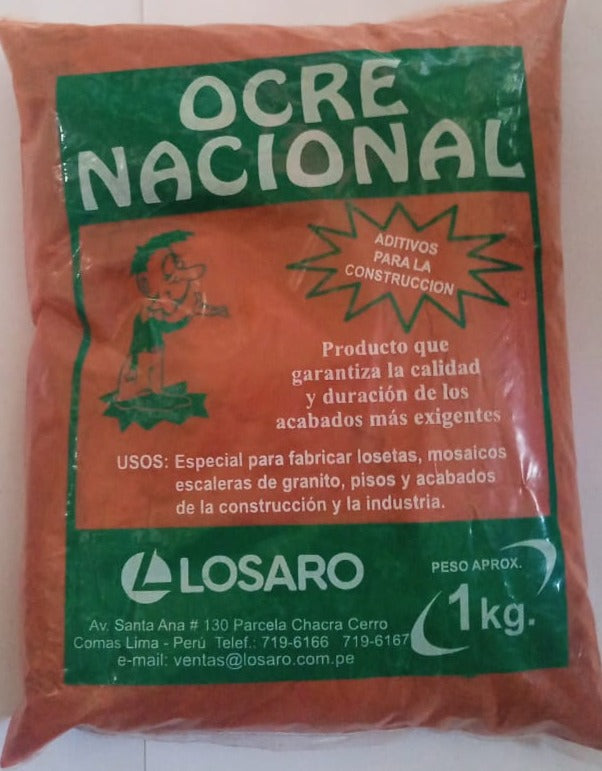 OCRE
NACIONAL
ADITIVOS
PARA LA
CONSTRUCCION
Producto que
garantiza la calidad
y duración de los
acabados más exigentes
USOS: Especial para fabricar losetas, mosaicos
escaleras de granito, pisos y acabados
de la construcción y la industria.
LOSARO
PESO APROX.
1 kg.
Av. Santa Ana # 130 Parcela Chacra Cerro
Comas Lima - Perú Telef.: 719-6166 719-6167
e-mail: ventas@losaro.com.pe